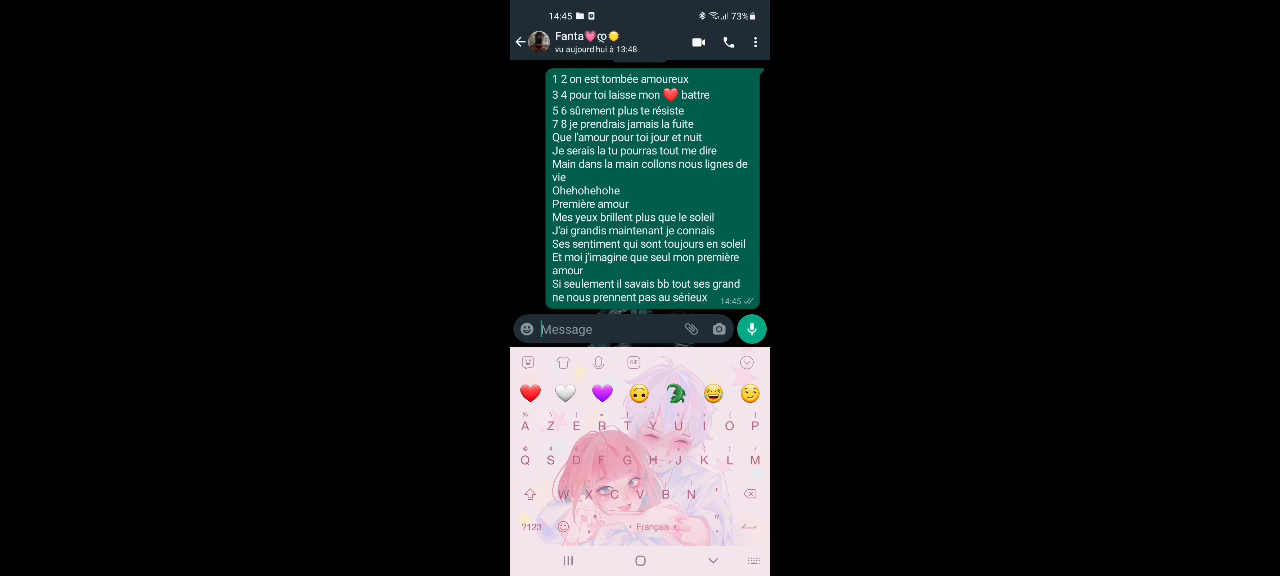 14:45
73%
Fanta💗ღ🌞
vu aujourd'hui à 13:48
1 2 on est tombée amoureux
3 4 pour toi laisse mon ❤️ battre
5 6 sûrement plus te résiste
7 8 je prendrais jamais la fuite
Que l'amour pour toi jour et nuit
Je serais la tu pourras tout me dire
Main dans la main collons nous lignes de
vie
Ohehohehohe
Première amour
Mes yeux brillent plus que le soleil
J'ai grandis maintenant je connais
Ses sentiment qui sont toujours en soleil
Et moi j'imagine que seul mon première
amour
Si seulement il savais bb tout ses grand
ne nous prennent pas au sérieux
14:45
Message
GIF
A Z E R T Y U I O P
Q S D F G H J K L M
W X C V B N '
?123
Français